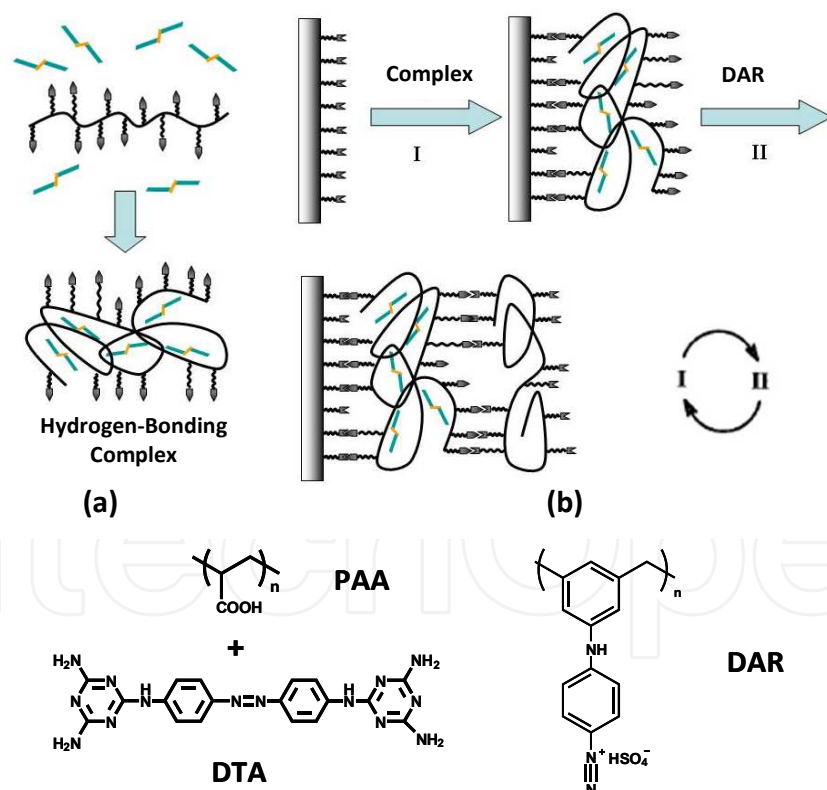 Complex
I
DAR
II
Hydrogen-Bonding
Complex
I II
(a)
(b)
( )n
COOH
PAA
+
H2N
NH2
N
N
N
H
N
N=N
H
N
N
N
N
H2N
NH2
DTA
( )n
NH
DAR
N+ HSO4−
N